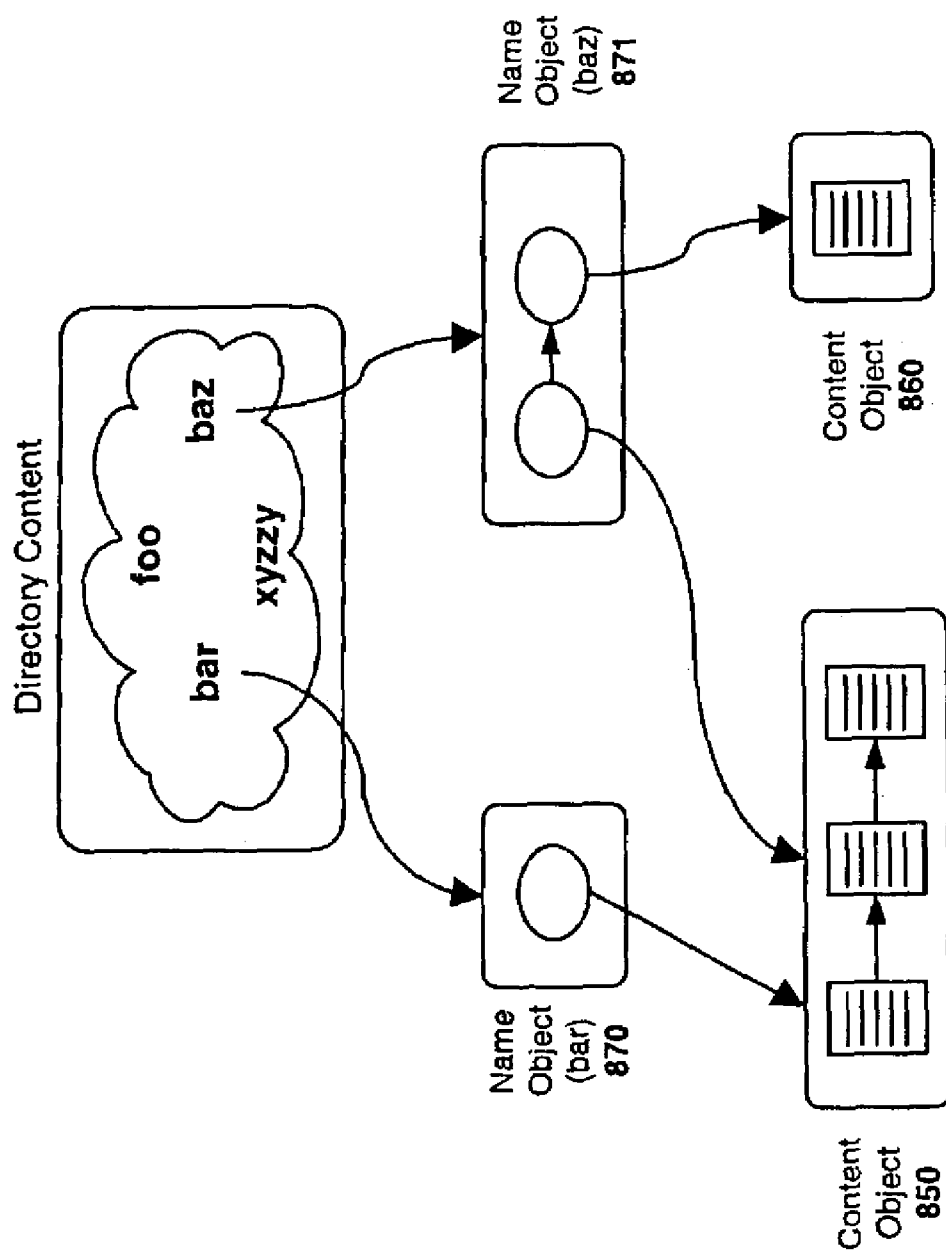 Directory Content
foo
bar
baz
xyzzy
Name
Object
(bar)
870
Name
Object
(baz)
871
Content
Object
850
Content
Object
860